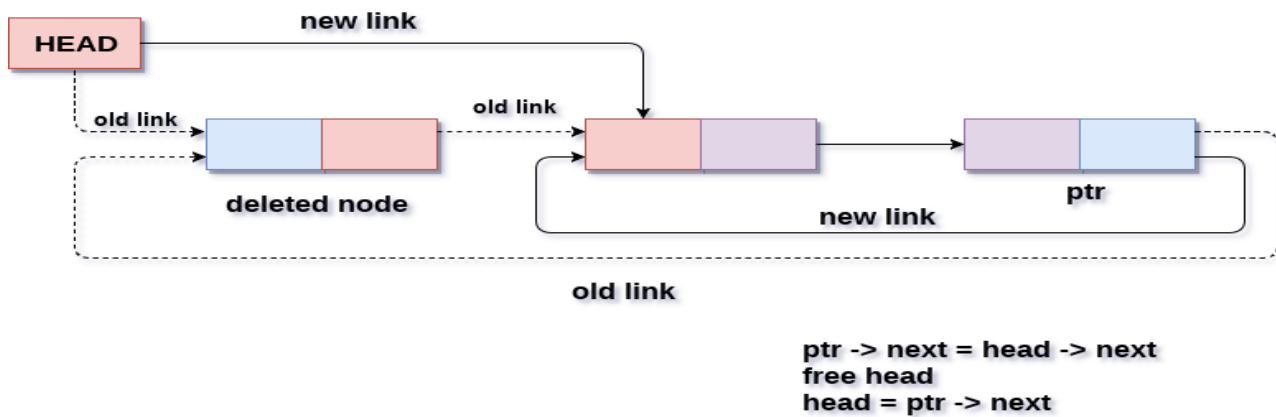 new link
HEAD
old link
old link
deleted node
ptr
new link
old link
ptr -> next = head -> next
free head
head = ptr -> next